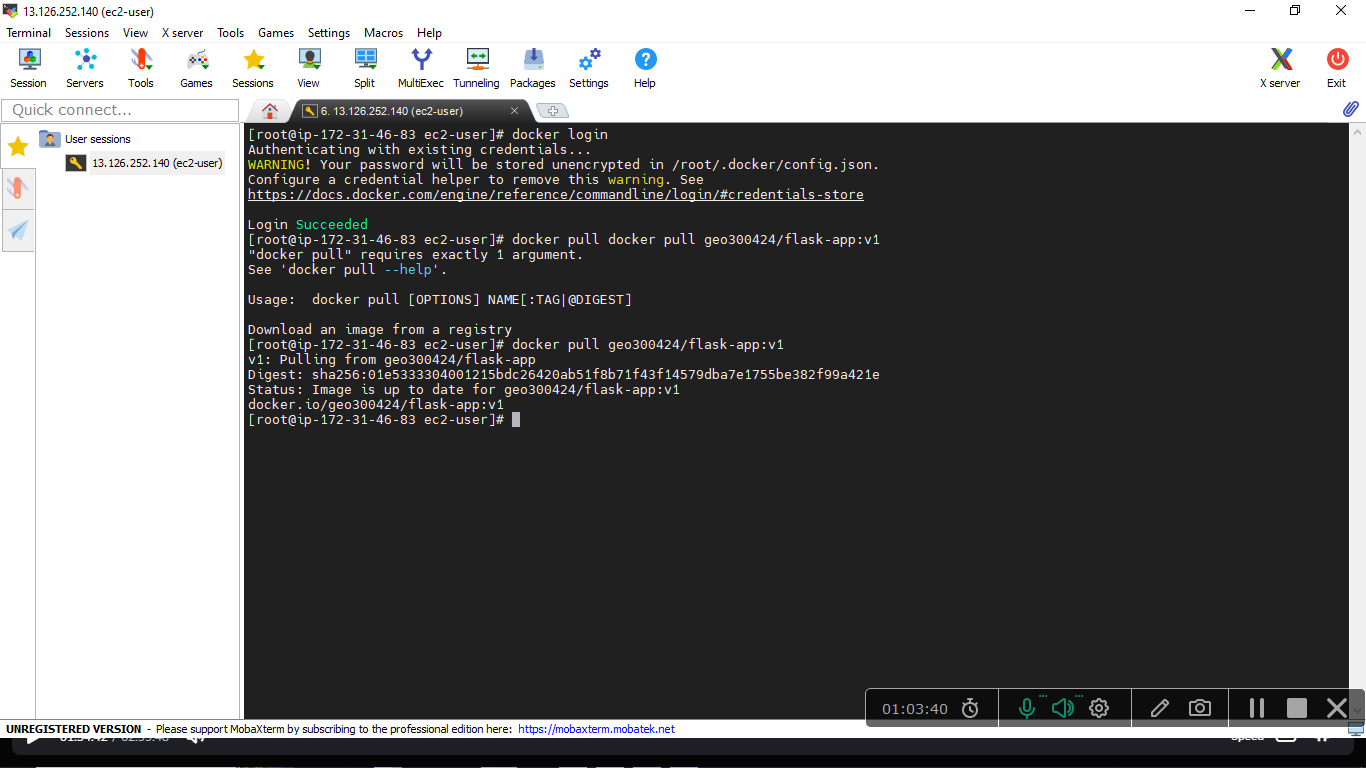 13.126.252.140 (ec2-user)
Terminal Sessions View X server Tools Games Settings Macros Help
Session Servers Tools Games Sessions View Split MultiExec Tunneling Packages Settings Help X server Exit
Quick connect...
6. 13.126.252.140 (ec2-user)
User sessions
13.126.252.140 (ec2-user)
[root@ip-172-31-46-83 ec2-user]# docker login
Authenticating with existing credentials...
WARNING! Your password will be stored unencrypted in /root/.docker/config.json.
Configure a credential helper to remove this warning. See
https://docs.docker.com/engine/reference/commandline/login/#credentials-store
Login Succeeded
[root@ip-172-31-46-83 ec2-user]# docker pull docker pull geo300424/flask-app:v1
"docker pull" requires exactly 1 argument.
See 'docker pull --help'.
Usage:  docker pull [OPTIONS] NAME[:TAG|@DIGEST]
Download an image from a registry
[root@ip-172-31-46-83 ec2-user]# docker pull geo300424/flask-app:v1
v1: Pulling from geo300424/flask-app
Digest: sha256:01e5333304001215bdc26420ab51f8b71f43f14579dba7e1755be382f99a421e
Status: Image is up to date for geo300424/flask-app:v1
docker.io/geo300424/flask-app:v1
[root@ip-172-31-46-83 ec2-user]#
01:03:40
UNREGISTERED VERSION - Please support MobaXterm by subscribing to the professional edition here: https://mobaxterm.mobatek.net
Speed